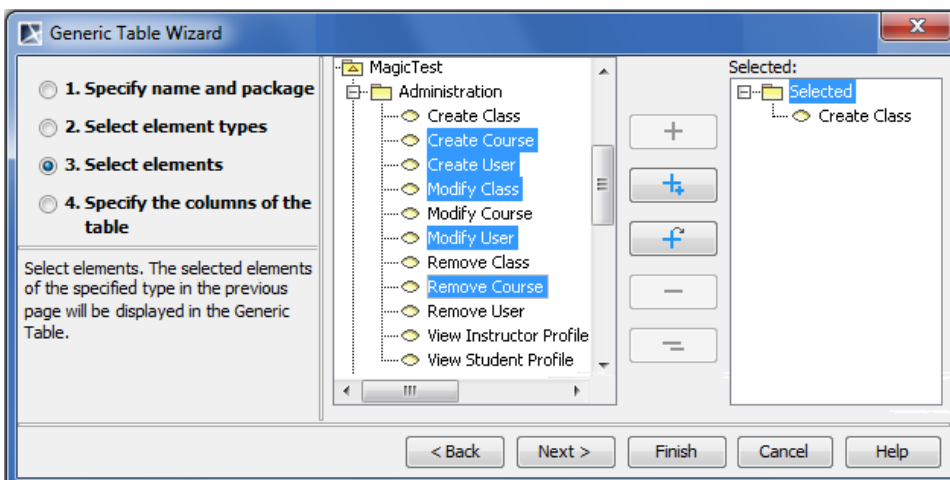 Generic Table Wizard
1. Specify name and package
2. Select element types
3. Select elements
4. Specify the columns of the
table
Select elements. The selected elements
of the specified type in the previous
page will be displayed in the Generic
Table.
MagicTest
Administration
Create Class
Create Course
Create User
Modify Class
Modify Course
Modify User
Remove Class
Remove Course
Remove User
View Instructor Profile
View Student Profile
Selected:
Selected
Create Class
< Back
Next >
Finish
Cancel
Help